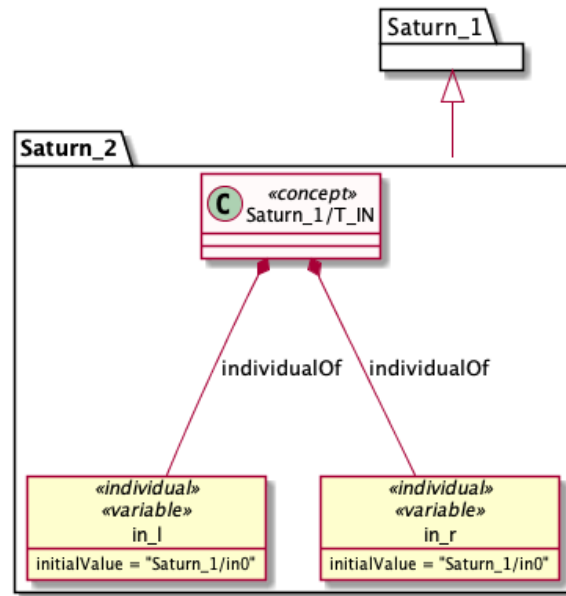 Saturn_1
Saturn_2
C
«concept»
Saturn_1/T_IN
individualOf
individualOf
«individual»
«variable»
in_l
initialValue = "Saturn_1/in0"
«individual»
«variable»
in_r
initialValue = "Saturn_1/in0"